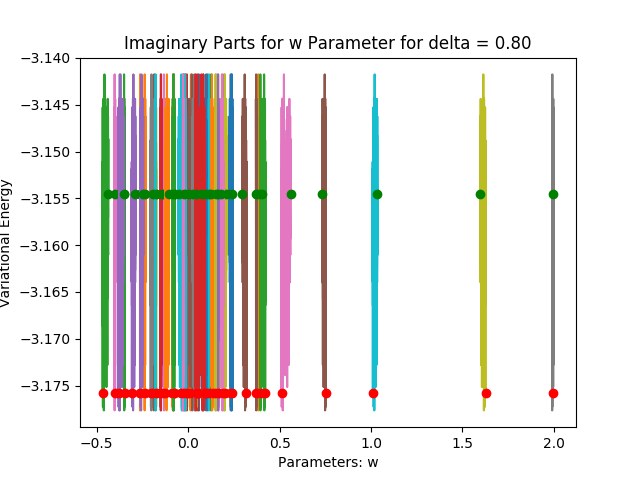 Imaginary Parts for w Parameter for delta = 0.80
Variational Energy
−3.140
−3.145
−3.150
−3.155
−3.160
−3.165
−3.170
−3.175
−0.5 0.0 0.5 1.0 1.5 2.0
Parameters: w